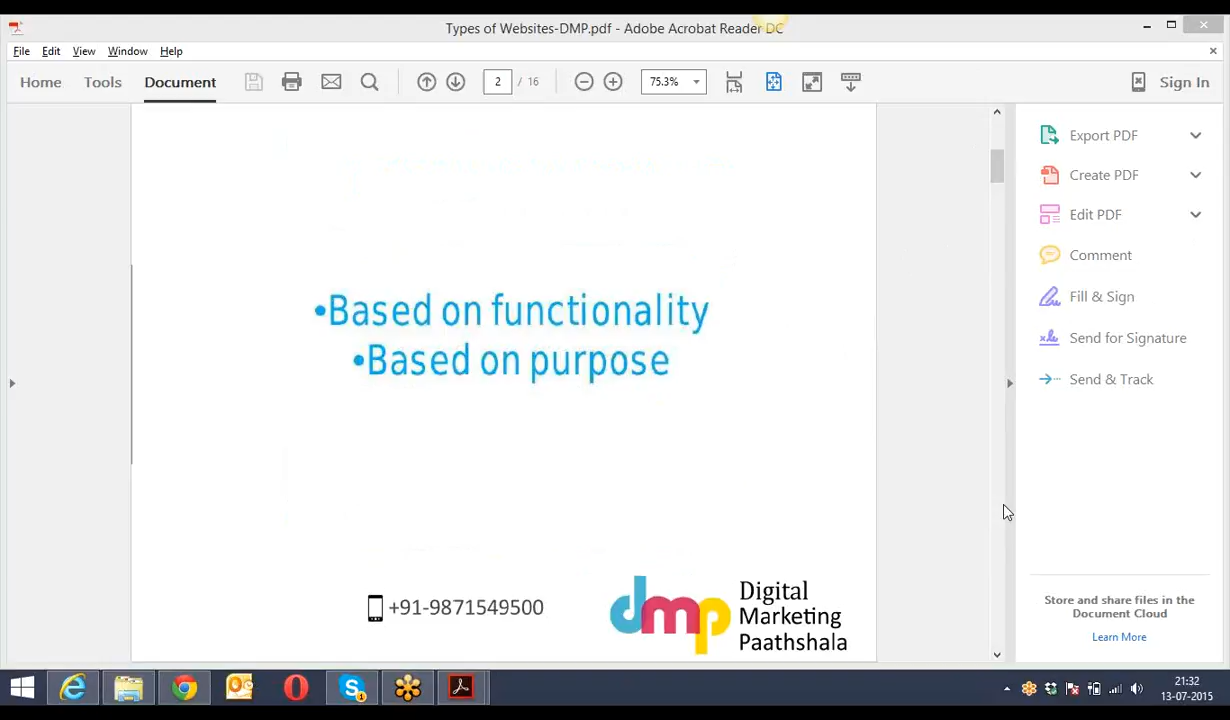 Types of Websites-DMP.pdf - Adobe Acrobat Reader DC
File Edit View Window Help
Home Tools Document 2 / 16 75.3% Sign In
Export PDF
Create PDF
Edit PDF
Comment
Fill & Sign
Send for Signature
Send & Track
•Based on functionality
•Based on purpose
+91-9871549500
dmp
Digital
Marketing
Paathshala
Store and share files in the
Document Cloud
Learn More
21:32
13-07-2015